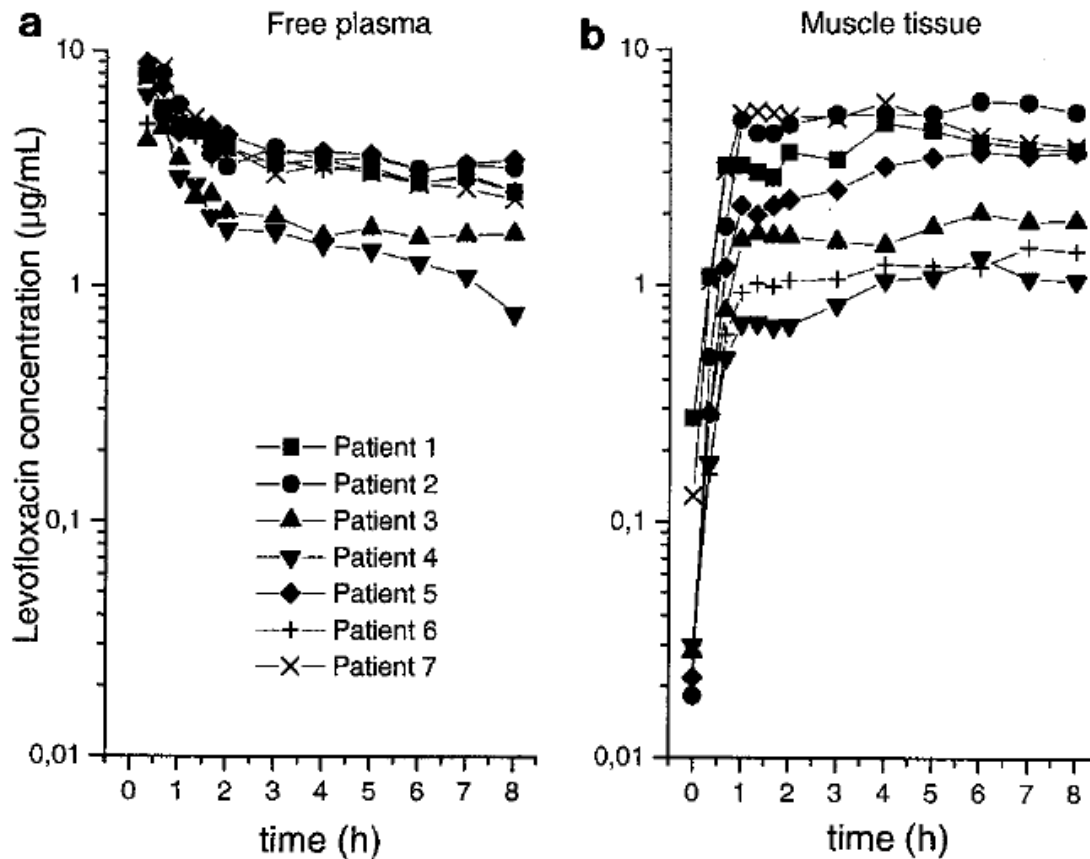 a Free plasma
b Muscle tissue
Levofloxacin concentration (µg/mL)
10
1
0,1
0,01
Patient 1
Patient 2
Patient 3
Patient 4
Patient 5
Patient 6
Patient 7
0 1 2 3 4 5 6 7 8
time (h)
10
1
0,1
0,01
0 1 2 3 4 5 6 7 8
time (h)